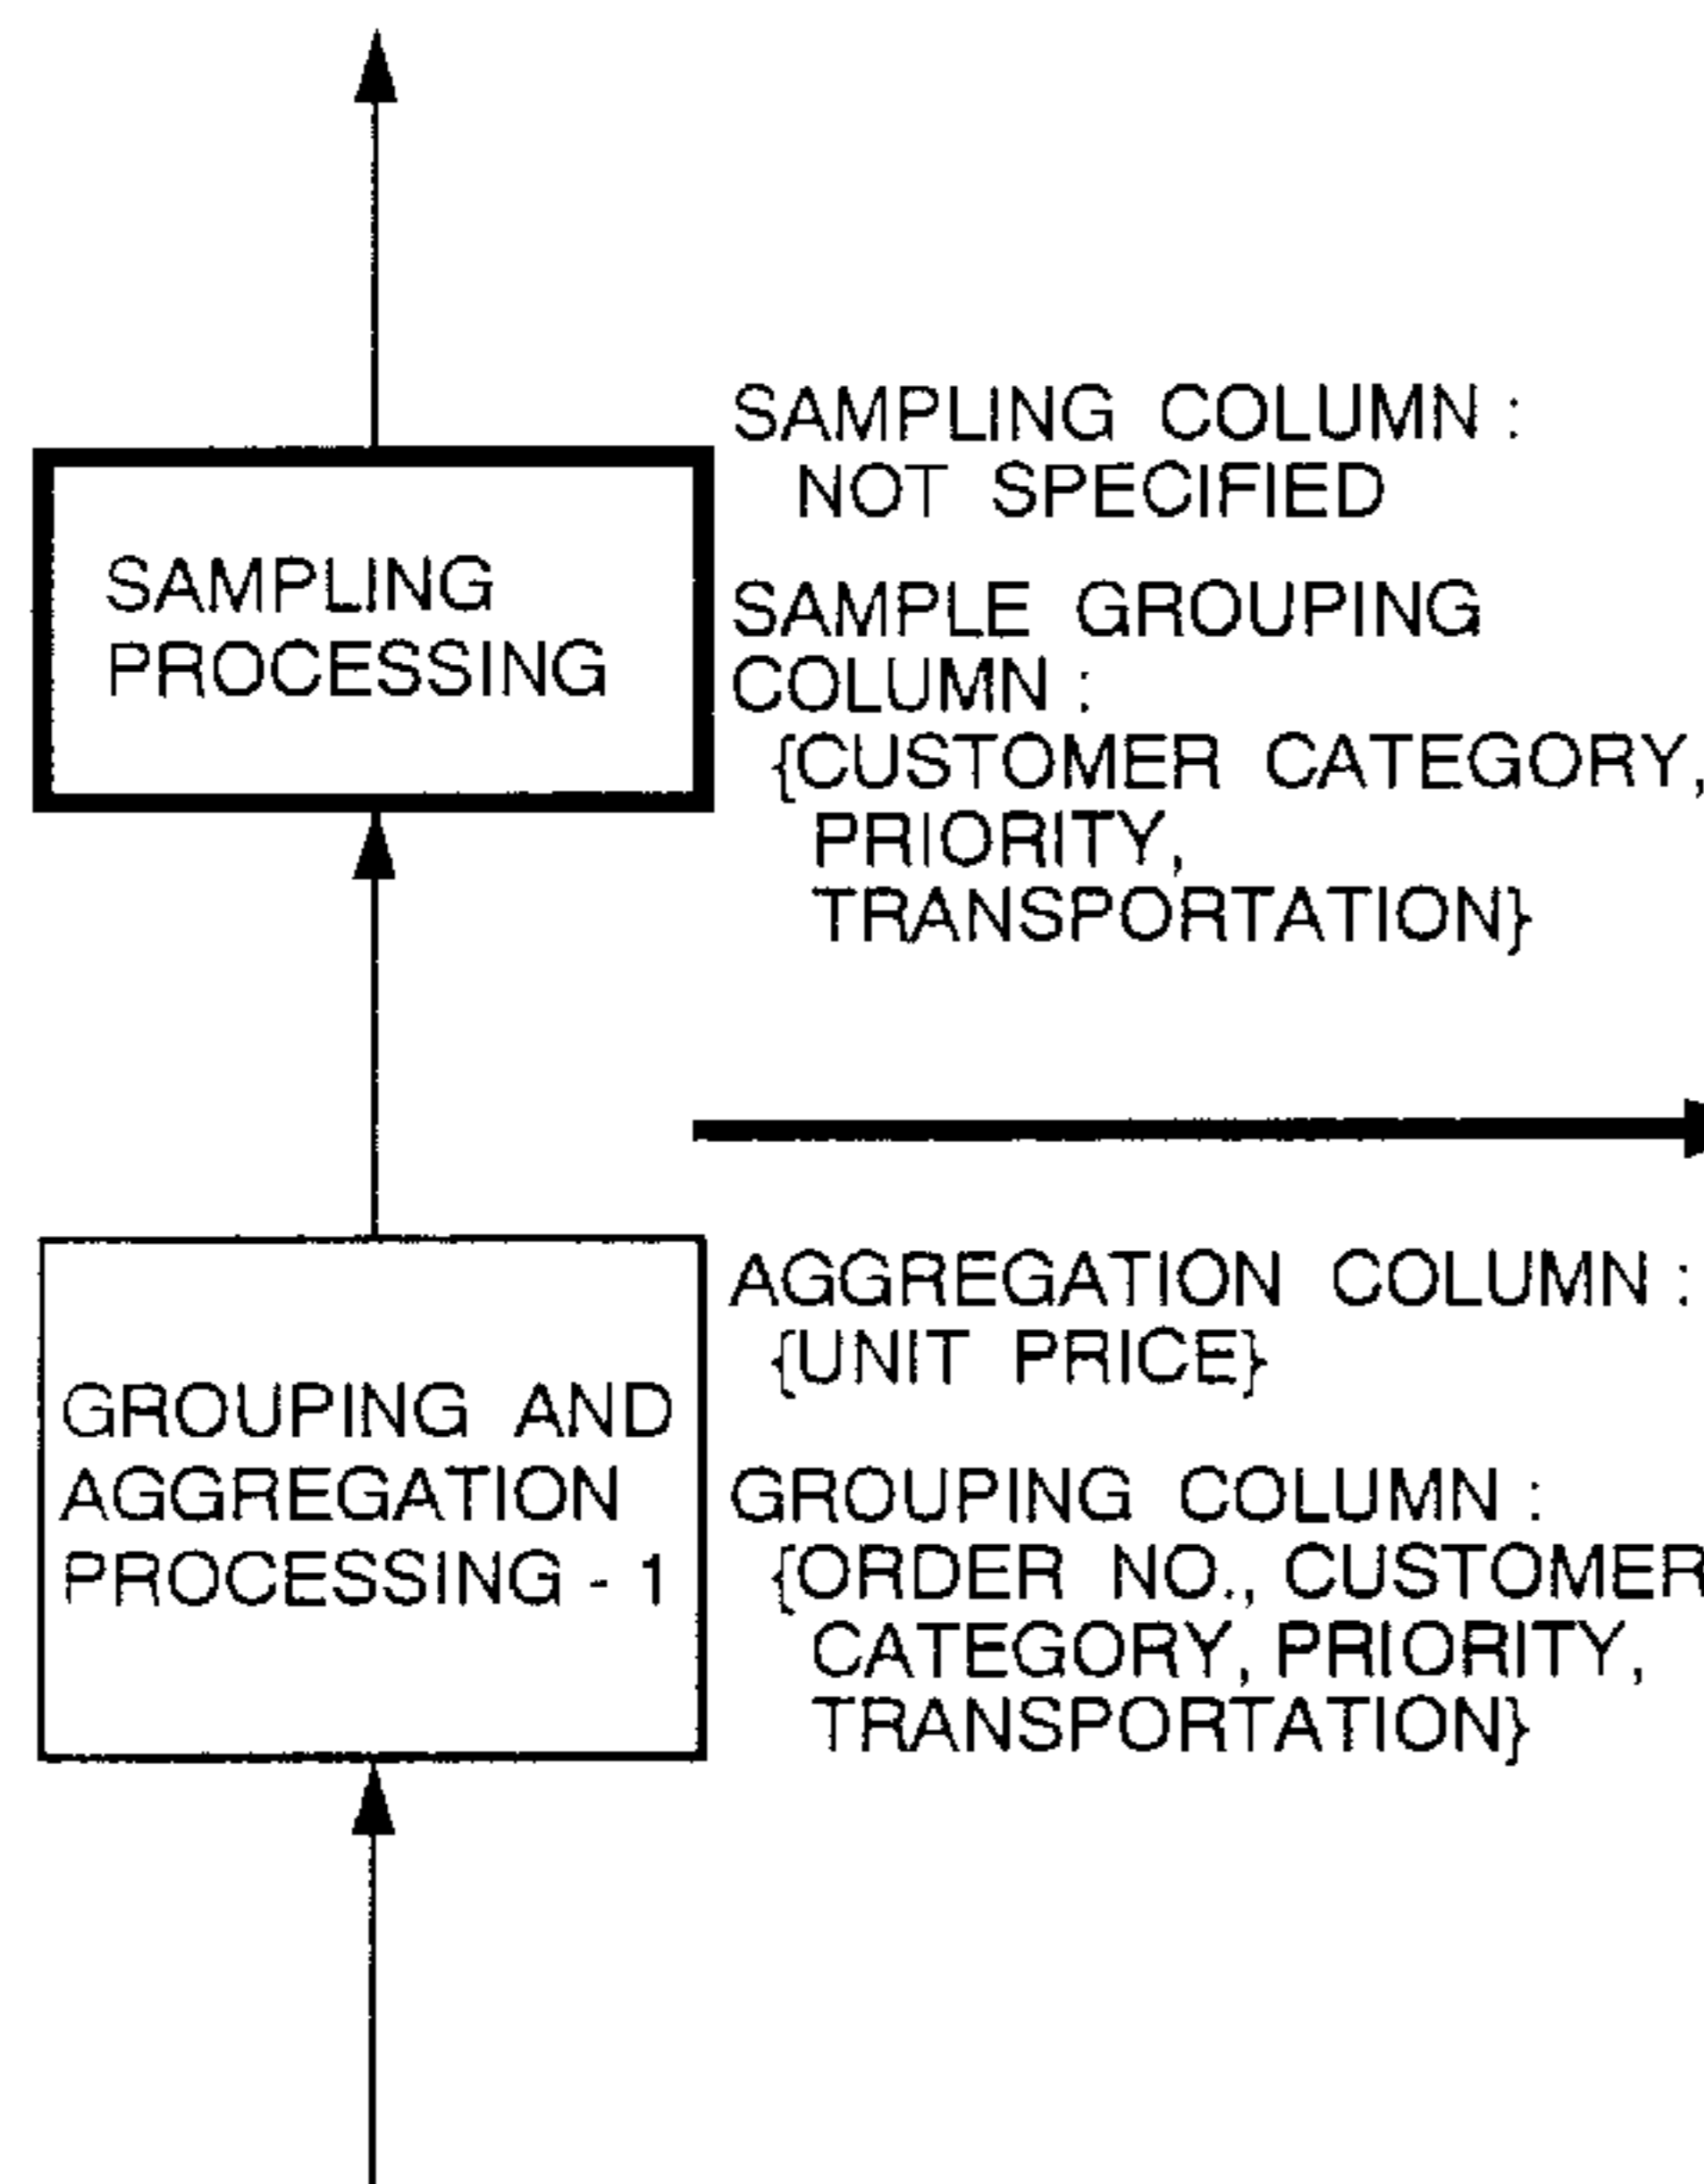 SAMPLING COLUMN :
NOT SPECIFIED
SAMPLING
PROCESSING
SAMPLE GROUPING
COLUMN :
{CUSTOMER CATEGORY,
PRIORITY,
TRANSPORTATION}
AGGREGATION COLUMN :
{UNIT PRICE}
GROUPING AND
AGGREGATION
PROCESSING - 1
GROUPING COLUMN :
{ORDER NO., CUSTOMER
CATEGORY, PRIORITY,
TRANSPORTATION}